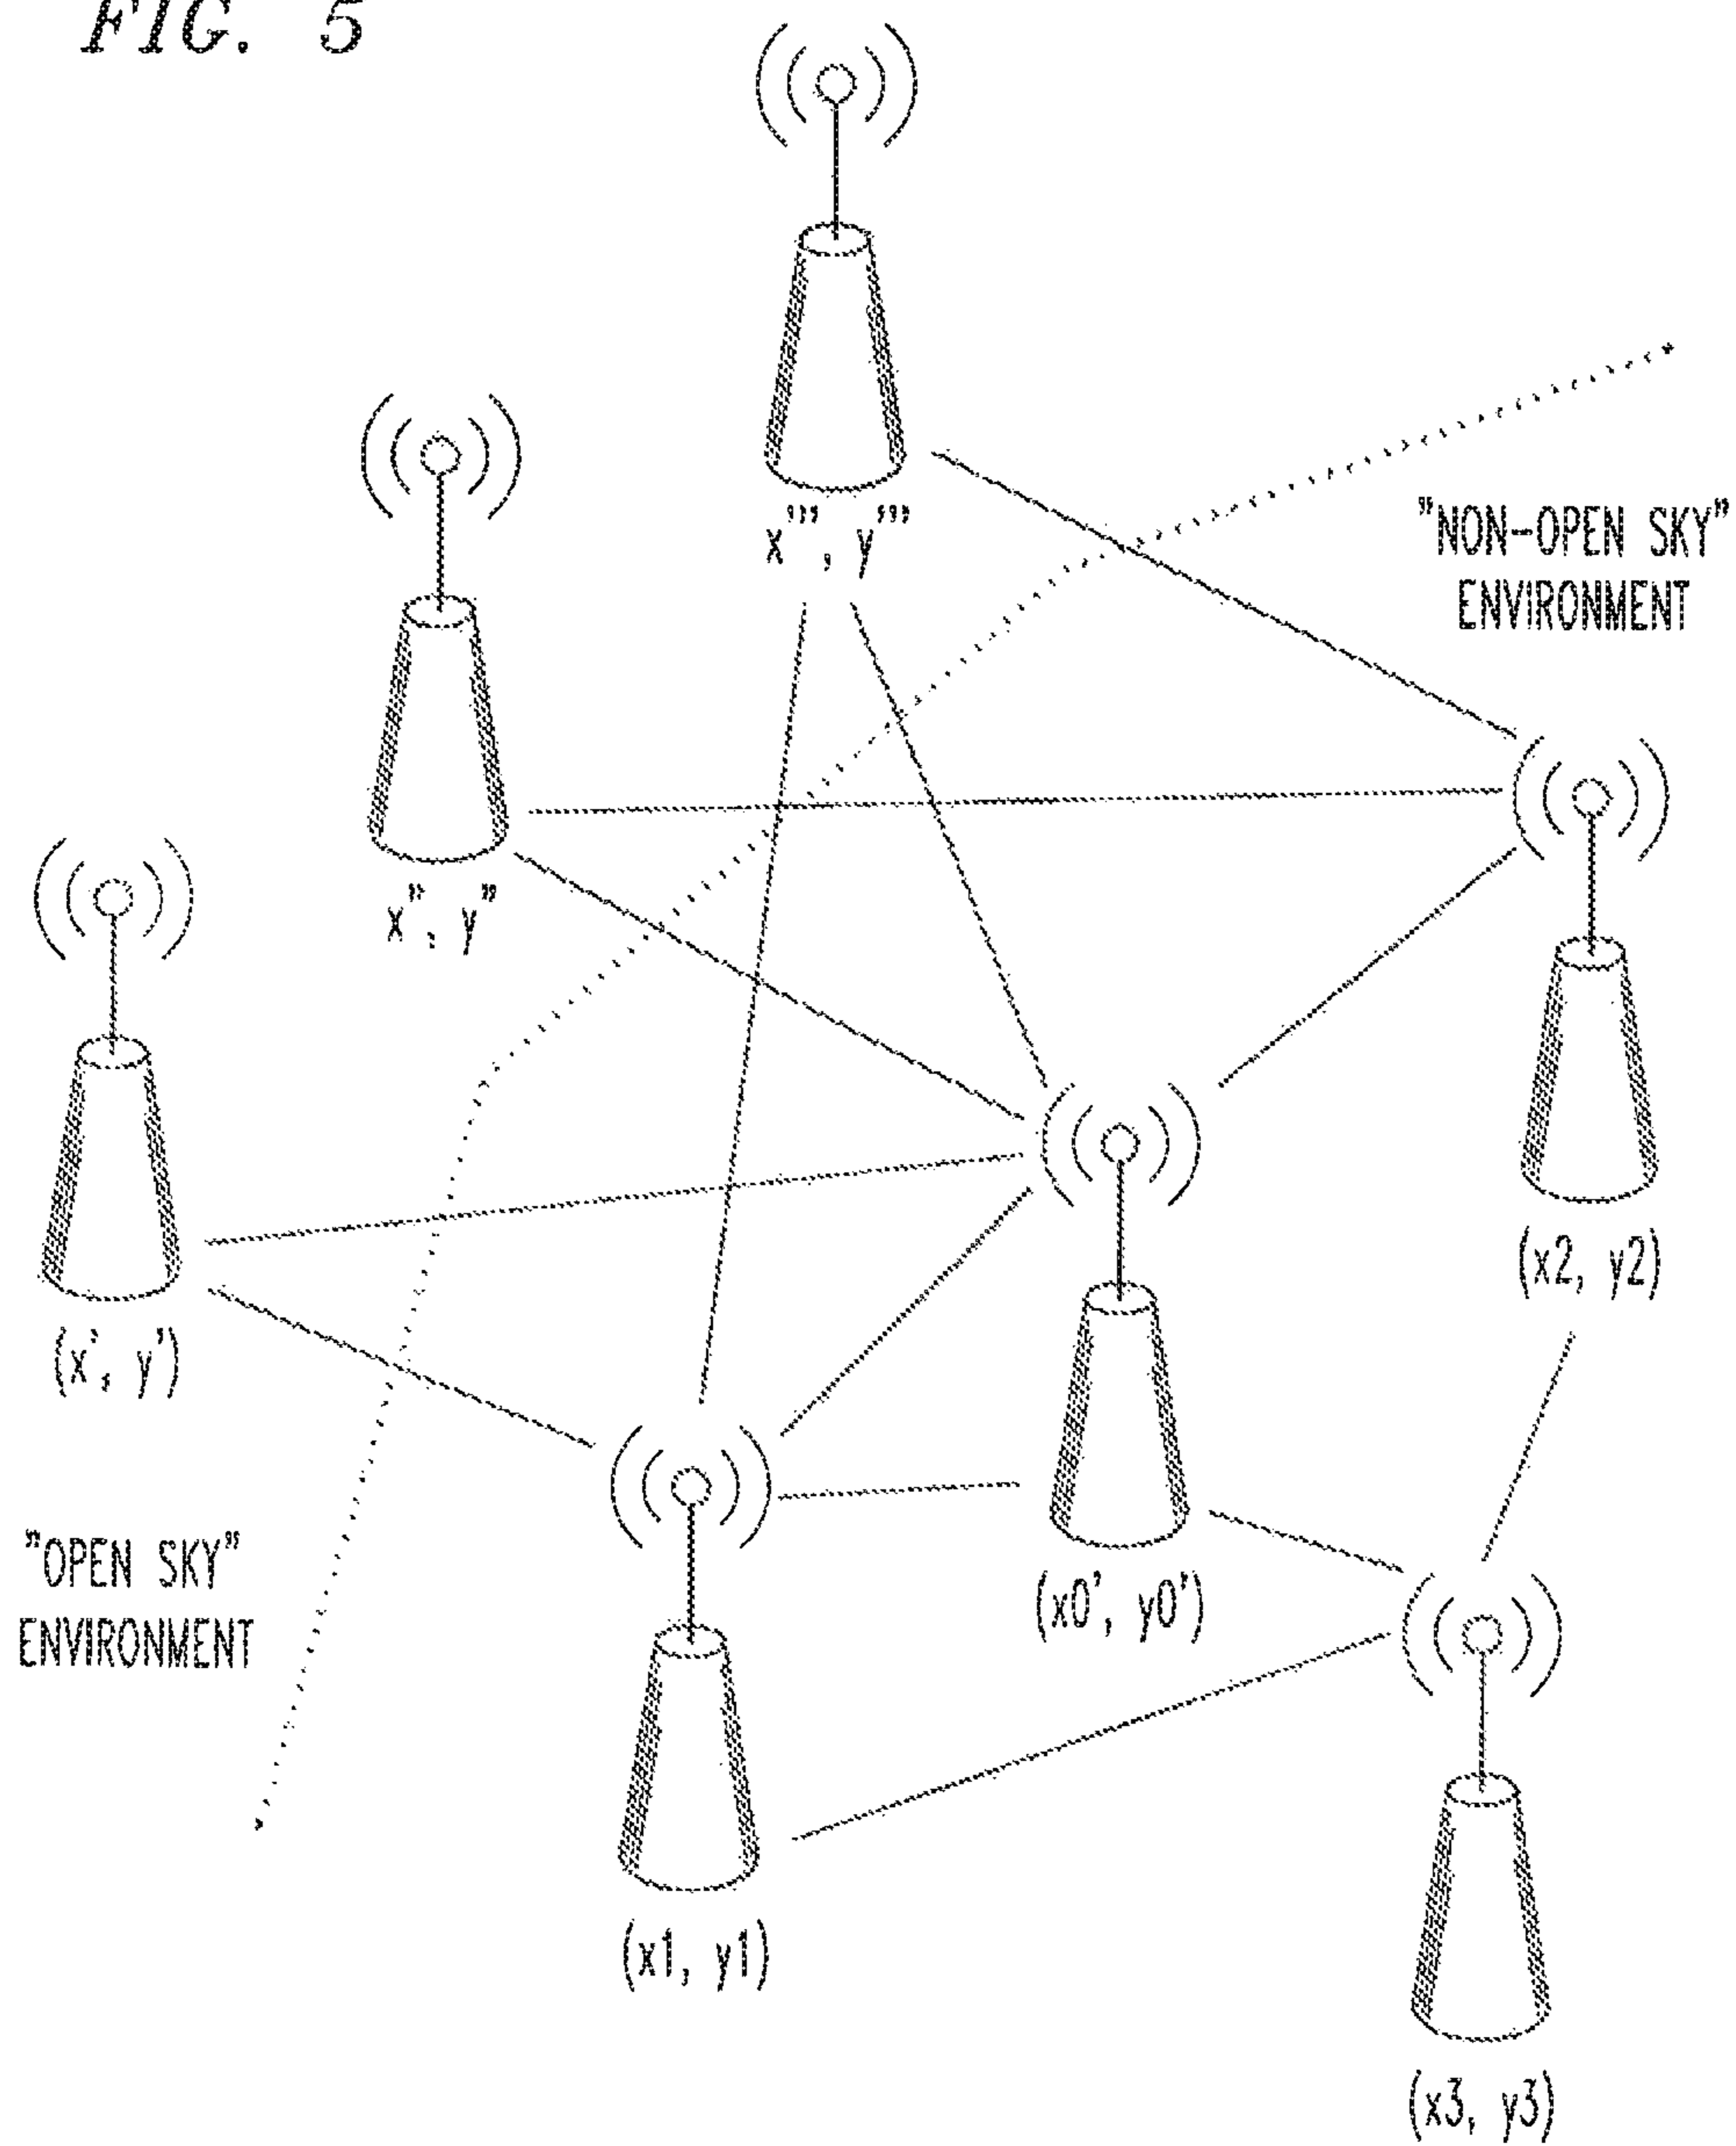 FIG. 5
x''', y'''
"NON-OPEN SKY"
ENVIRONMENT
x", y"
(x2, y2)
(x', y')
"OPEN SKY"
ENVIRONMENT
(x0', y0')
(x1, y1)
(x3, y3)